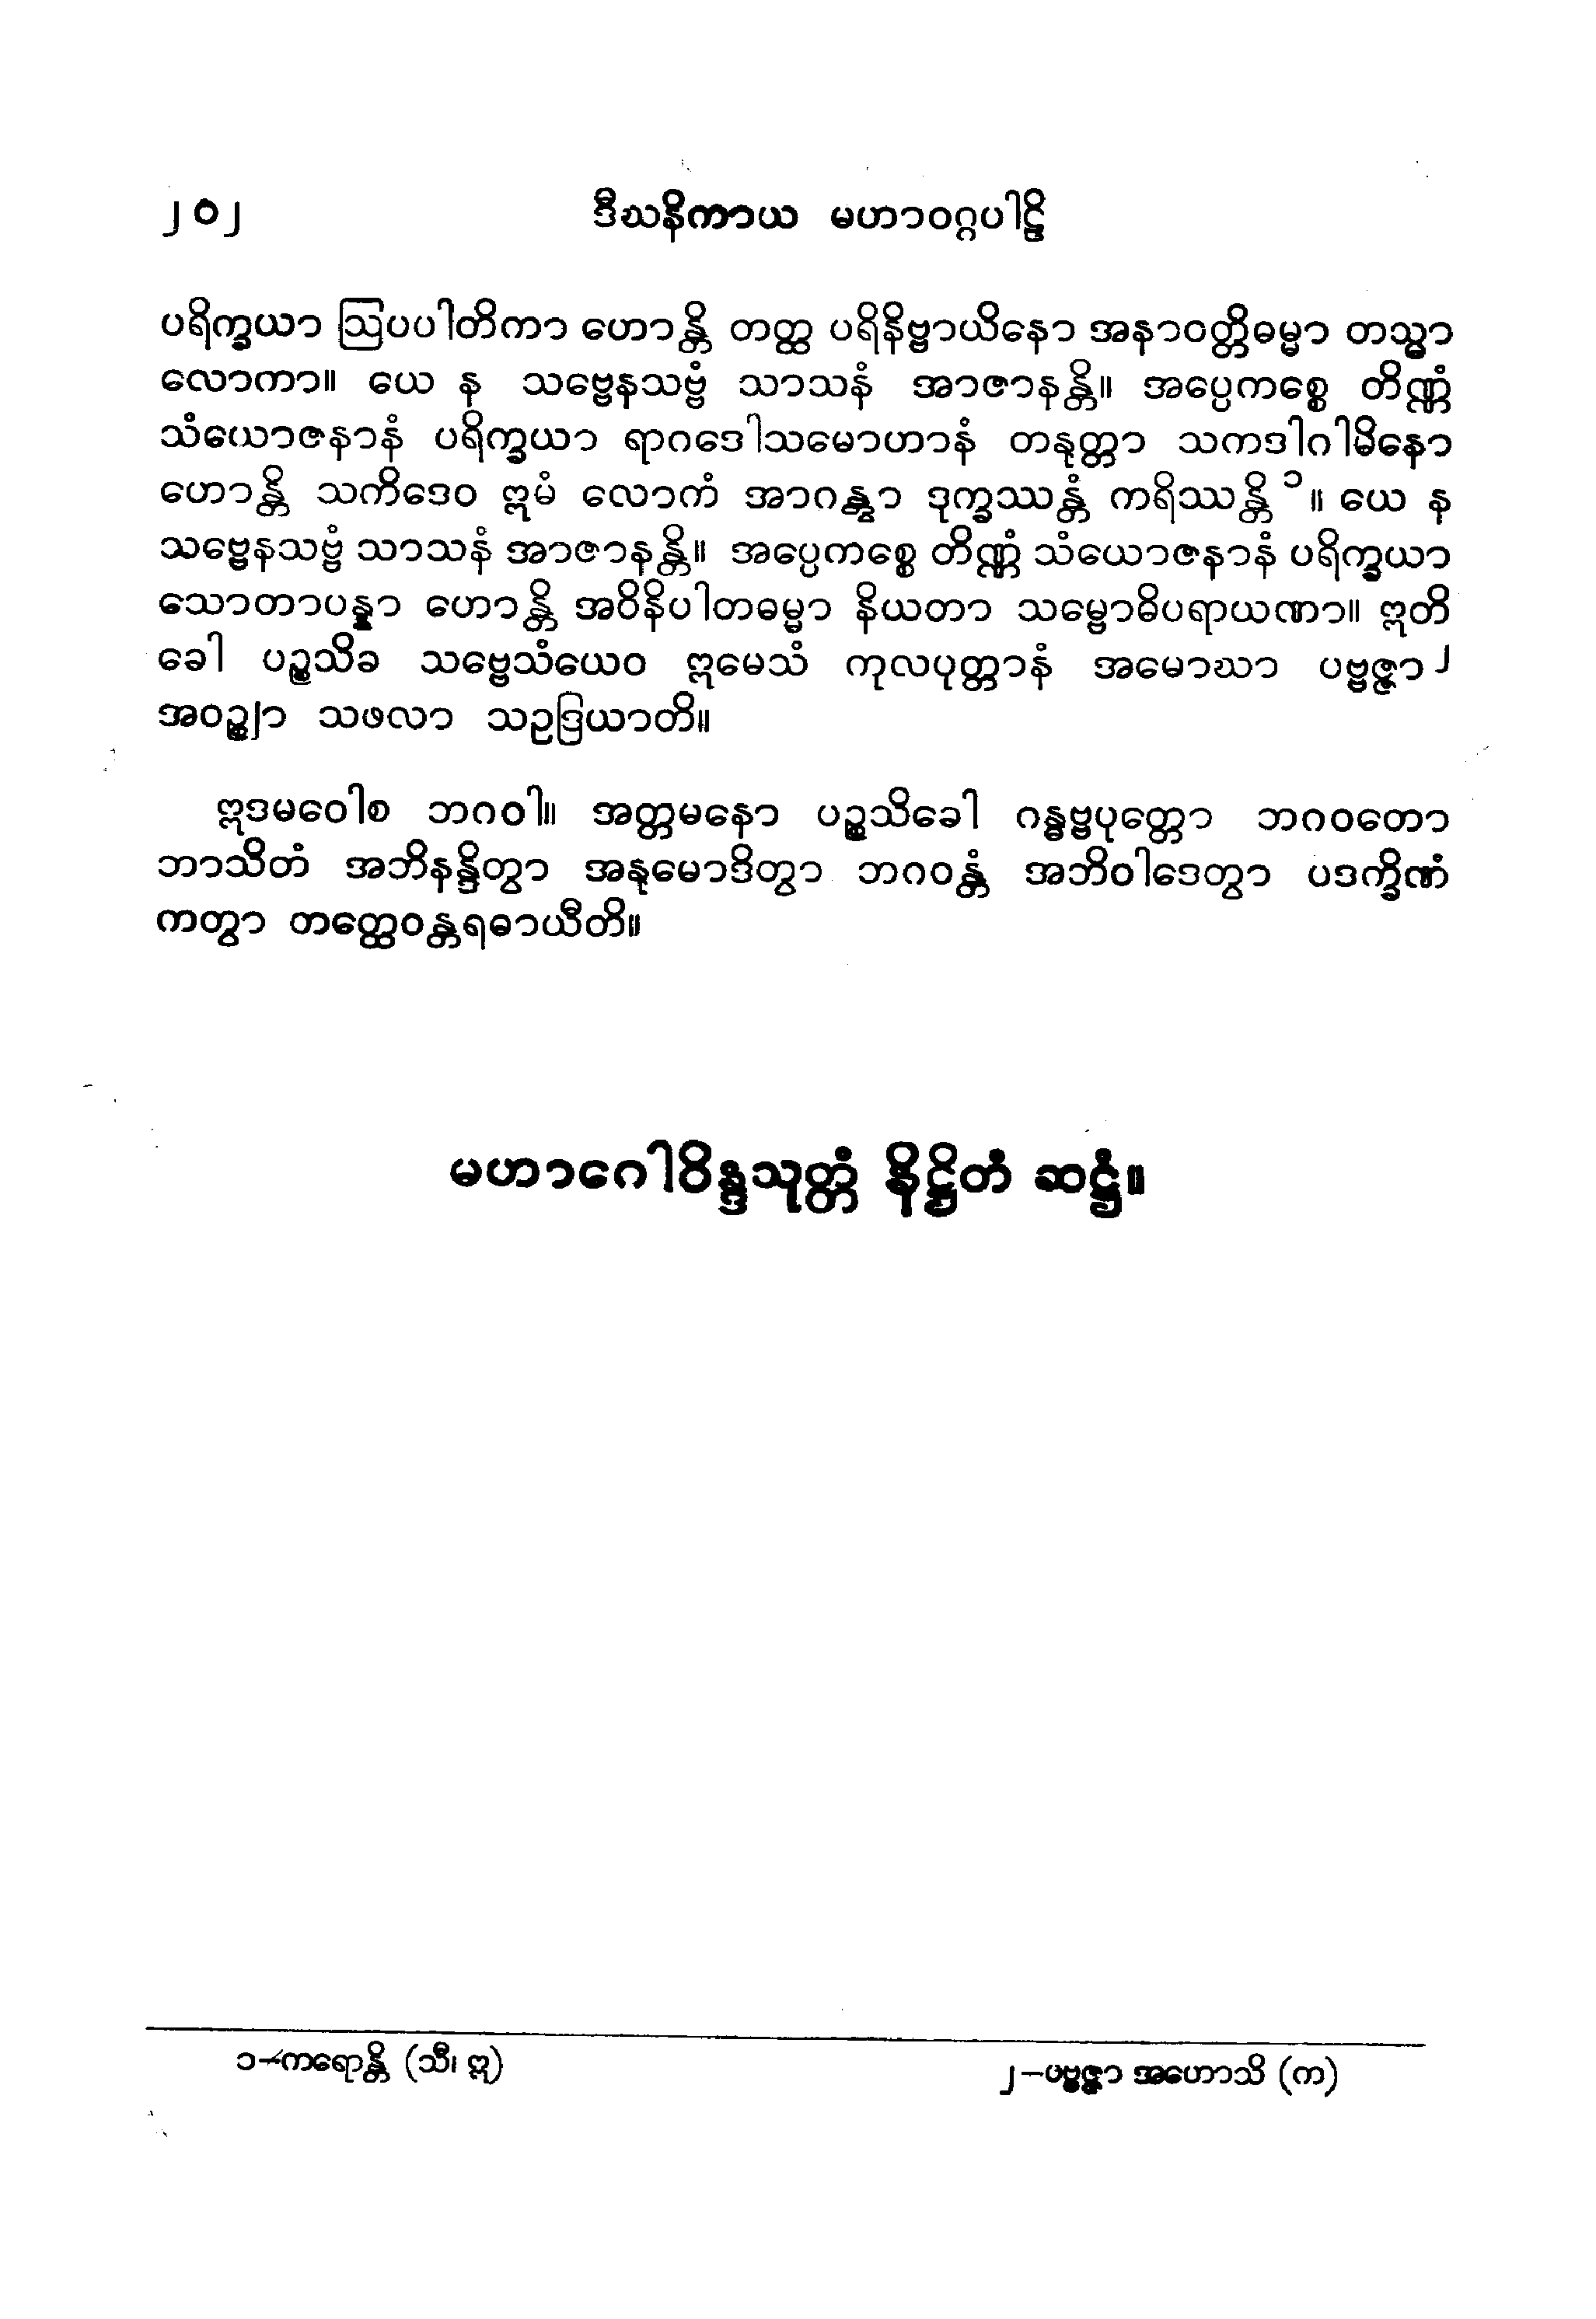 ၂၀၂ ဒီဃနိကာယ မဟာဝဂ္ဂပါဠိ
ပရိက္ခယာ ဩပပါတိကာ ဟောန္တိ တတ္ထ ပရိနိဗ္ဗာယိနော အနာဝတ္တိဓမ္မာ တသ္မာ
လောကာ။ ယေ န သဗ္ဗေနသဗ္ဗံ သာသနံ အာဇာနန္တိ။ အပ္ပေကစ္စေ တိဏ္ဏံ
သံယောဇနာနံ ပရိက္ခယာ ရာဂဒေါသမောဟာနံ တနုတ္တာ သကဒါဂါမိနော
ဟောန္တိ သကိဒေဝ ဣမံ လောကံ အာဂန္တွာ ဒုက္ခဿန္တံ ကရိဿန္တိ ၁။ ယေ န
သဗ္ဗေနသဗ္ဗံ သာသနံ အာဇာနန္တိ။ အပ္ပေကစ္စေ တိဏ္ဏံ သံယောဇနာနံ ပရိက္ခယာ
သောတာပန္နာ ဟောန္တိ အဝိနိပါတဓမ္မာ နိယတာ သမ္ဗောဓိပရာယဏာ။ ဣတိ
ခေါ ပဉ္စသိခ သဗ္ဗေသံယေဝ ဣမေသံ ကုလပုတ္တာနံ အမောဃာ ပဗ္ဗဇ္ဇာ ၂
အဝဉ္ဈာ သဖလာ သဥဒြယာတိ။
ဣဒမဝေါစ ဘဂဝါ။ အတ္တမနော ပဉ္စသိခေါ ဂန္ဓဗ္ဗပုတ္တော ဘဂဝတော
ဘာသိတံ အဘိနန္ဒိတွာ အနုမောဒိတွာ ဘဂဝန္တံ အဘိဝါဒေတွာ ပဒက္ခိဏံ
ကတွာ တတ္ထေဝန္တရဓာယီတိ။
မဟာဂေါဝိန္ဒသုတ္တံ နိဋ္ဌိတံ ဆဋ္ဌံ။
၁-ကရောန္တိ (သီ၊ ဣ) ၂-ပဗ္ဗဇ္ဇာ အဟောသိ (က)